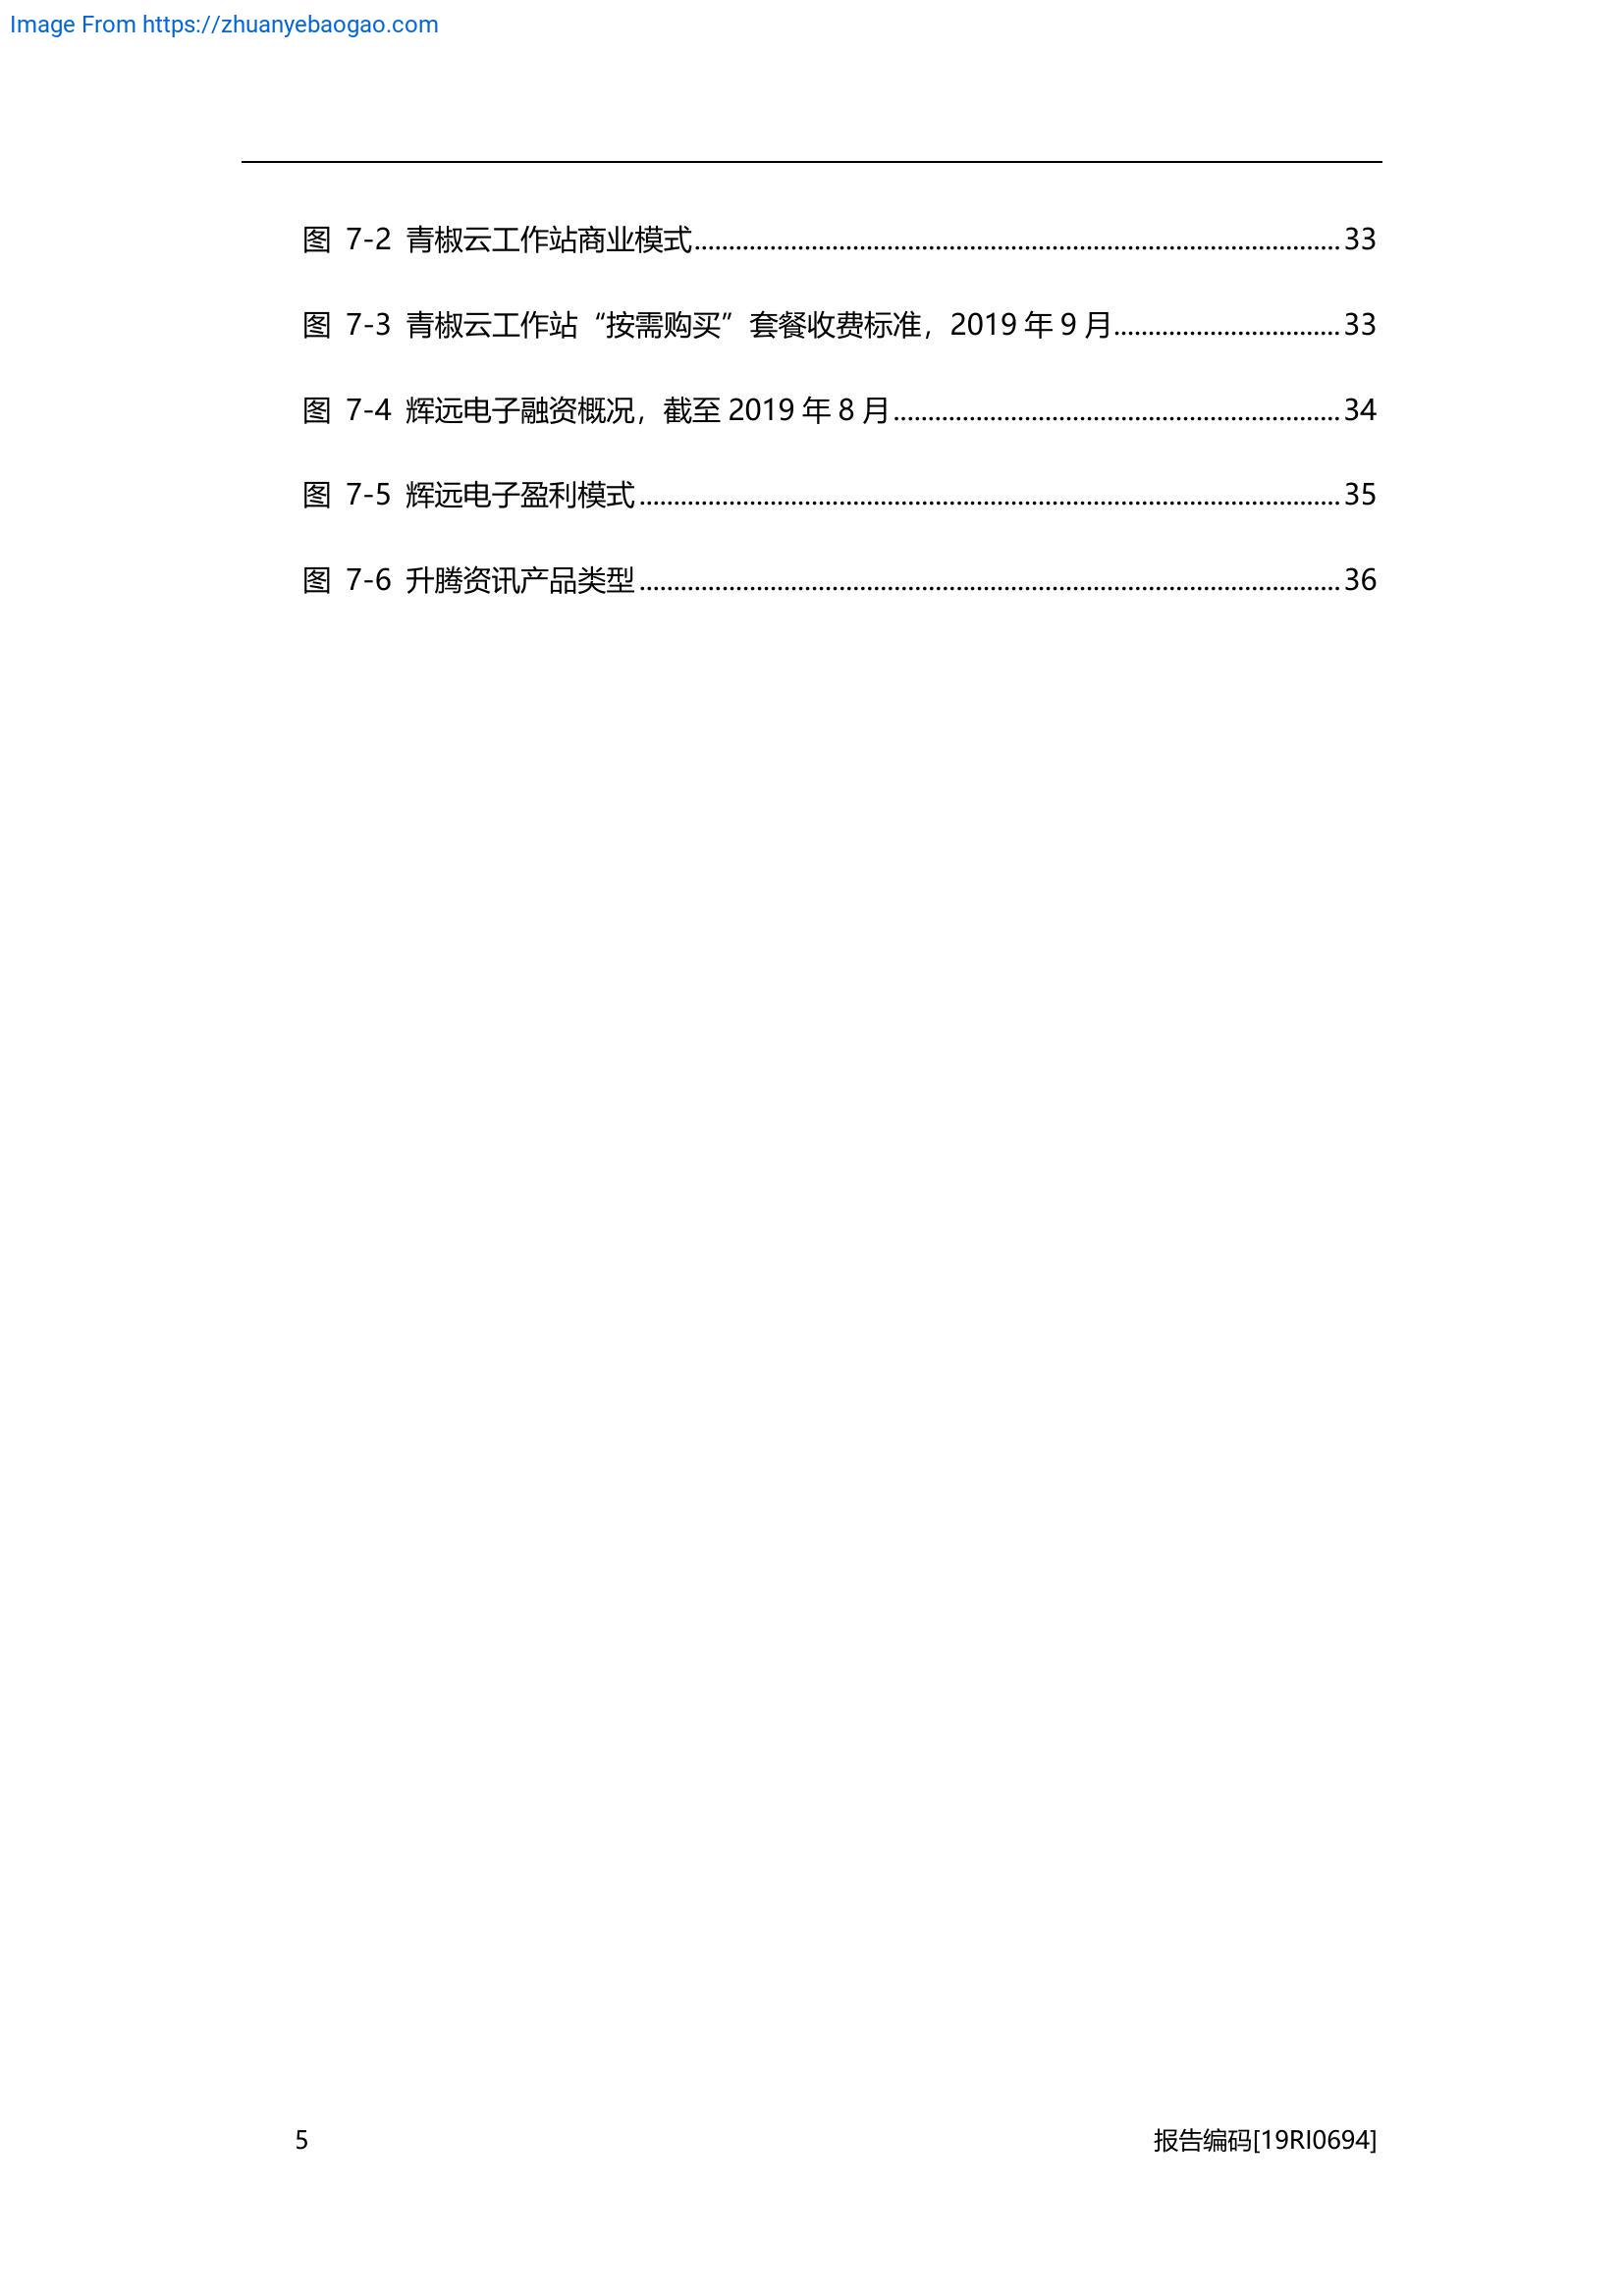 Image From https://zhuanyebaogao.com
图 7-2 青椒云工作站商业模式........................................................................................33
图 7-3 青椒云工作站“按需购买”套餐收费标准，2019 年 9 月................................33
图 7-4 辉远电子融资概况，截至 2019 年 8 月................................................................34
图 7-5 辉远电子盈利模式................................................................................................35
图 7-6 升腾资讯产品类型................................................................................................36
5 报告编码[19RI0694]